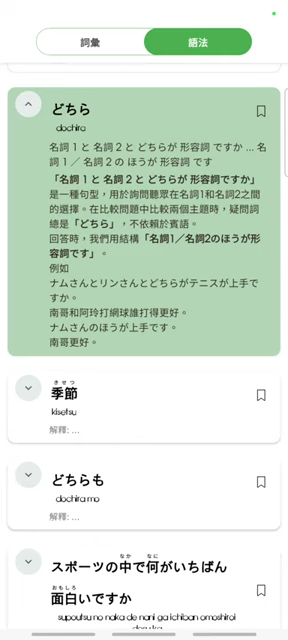 詞彙
語法
どちら
dochira
名詞 1 と 名詞 2 と どちらが 形容詞 ですか ... 名
詞 1 ／ 名詞 2 の ほうが 形容詞 です
「名詞 1 と 名詞 2 と どちらが 形容詞ですか」
是一種句型，用於詢問聽眾在名詞1和名詞2之間
的選擇。在比較問題中比較兩個主題時，疑問詞
總是「どちら」，不依賴於賓語。
回答時，我們用結構「名詞1／名詞2のほうが形
容詞です」。
例如
ナムさんとリンさんとどちらがテニスが上手で
すか。
南哥和阿玲打網球誰打得更好。
ナムさんのほうが上手です。
南哥更好。
きせつ
季節
kisetsu
解釋: ...
どちらも
dochira mo
解釋: ...
なか なに
スポーツの中で何がいちばん
おもしろ
面白いですか
supoutsu no naka de nani ga ichiban omoshiroi
desu ka